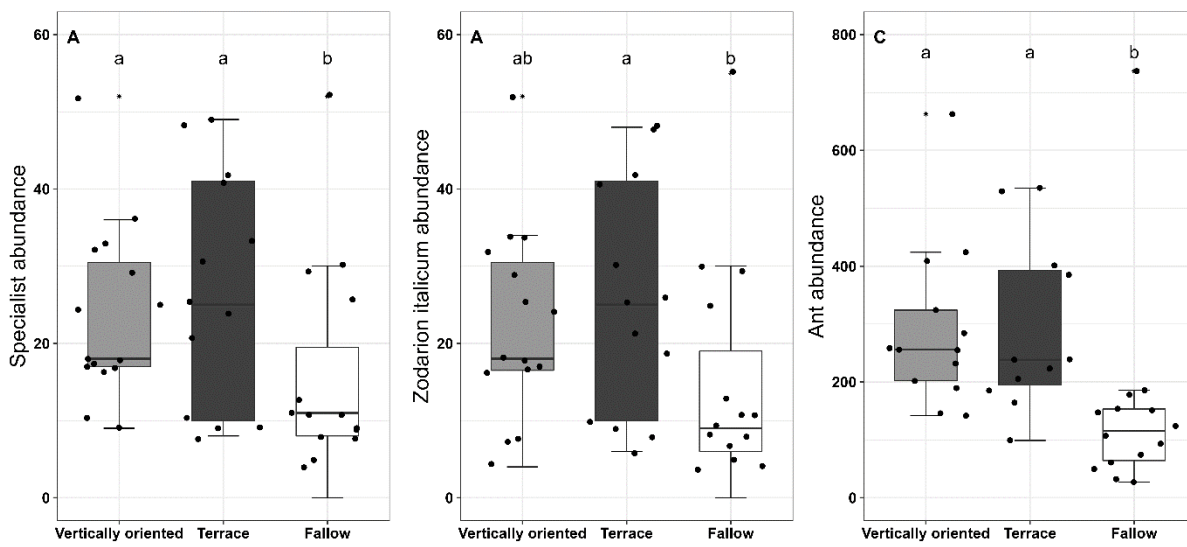 A
a
a
b
60
40
20
0
Specialist abundance
Vertically oriented
Terrace
Fallow
A
ab
a
b
60
40
20
0
Zodarion italicum abundance
Vertically oriented
Terrace
Fallow
C
a
a
b
800
600
400
200
0
Ant abundance
Vertically oriented
Terrace
Fallow